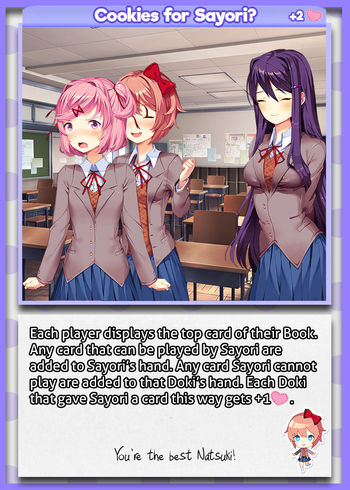 Cookies for Sayori?
+2
Each player displays the top card of their Book.
Any card that can be played by Sayori are
added to Sayori's hand. Any card Sayori cannot
play are added to that Doki's hand. Each Doki
that gave Sayori a card this way gets +1 .
You're the best Natsuki!